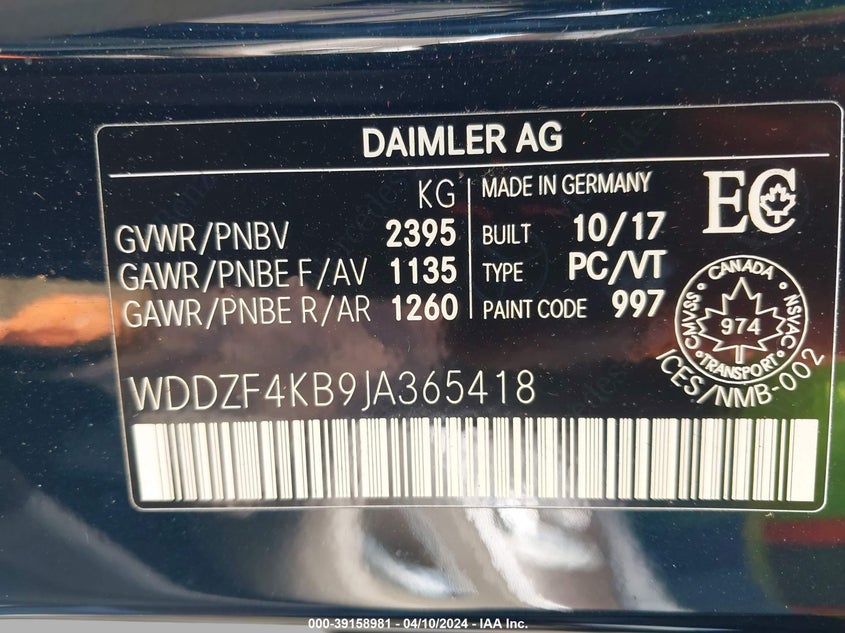 DAIMLER AG
KG
GVWR/PNBV 2395
GAWR/PNBE F/AV 1135
GAWR/PNBE R/AR 1260
MADE IN GERMANY
BUILT 10/17
TYPE PC/VT
PAINT CODE 997
EC
CANADA
CMVSS 974 NSVAC
TRANSPORT
ICES/NMB-002
WDDZF4KB9JA365418
000-39158981 - 04/10/2024 - IAA Inc.